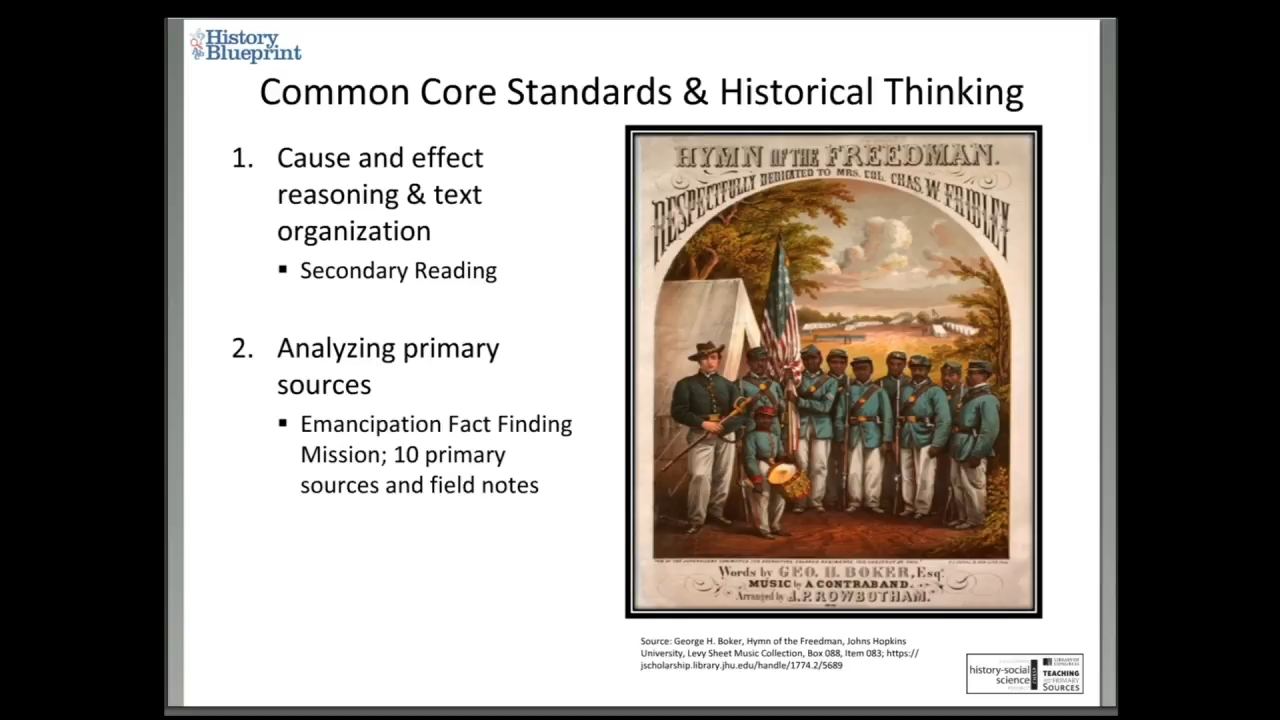 History
Blueprint
Common Core Standards & Historical Thinking
1. Cause and effect
reasoning & text
organization
▪ Secondary Reading
2. Analyzing primary
sources
▪ Emancipation Fact Finding
Mission; 10 primary
sources and field notes
HYMN OF THE FREEDMAN.
RESPECTFULLY DEDICATED TO MRS. COL. CHAS. W. FRIBLEY
Words by GEO. H. BOKER, Esq.
MUSIC by A CONTRABAND.
Arranged by J. P. ROWBOTHAM.
Source: George H. Boker, Hymn of the Freedman, Johns Hopkins
University, Levy Sheet Music Collection, Box 088, Item 083; https://
jscholarship.library.jhu.edu/handle/1774.2/5689
history-social
science
LIBRARY OF
CONGRESS
TEACHING
PRIMARY
SOURCES